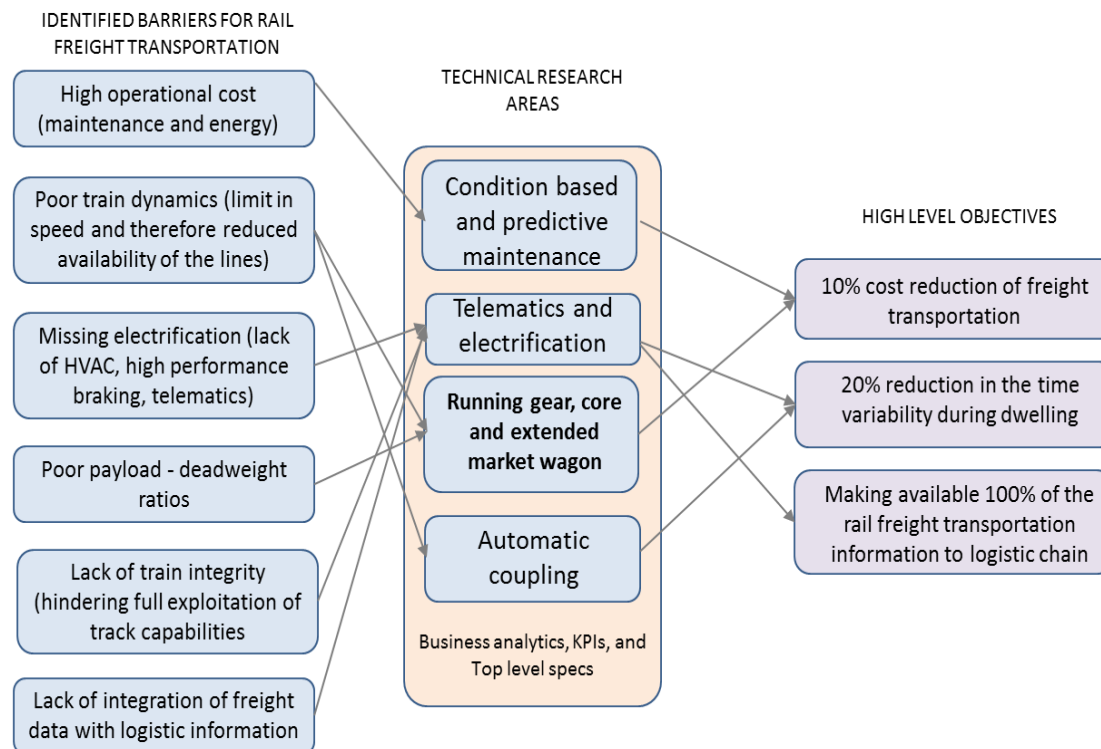 IDENTIFIED BARRIERS FOR RAIL
FREIGHT TRANSPORTATION
High operational cost
(maintenance and energy)
Poor train dynamics (limit in
speed and therefore reduced
availability of the lines)
Missing electrification (lack
of HVAC, high performance
braking, telematics)
Poor payload - deadweight
ratios
Lack of train integrity
(hindering full exploitation of
track capabilities
Lack of integration of freight
data with logistic information
TECHNICAL RESEARCH
AREAS
Condition based
and predictive
maintenance
Telematics and
electrification
Running gear, core
and extended
market wagon
Automatic
coupling
Business analytics, KPIs, and
Top level specs
HIGH LEVEL OBJECTIVES
10% cost reduction of freight
transportation
20% reduction in the time
variability during dwelling
Making available 100% of the
rail freight transportation
information to logistic chain